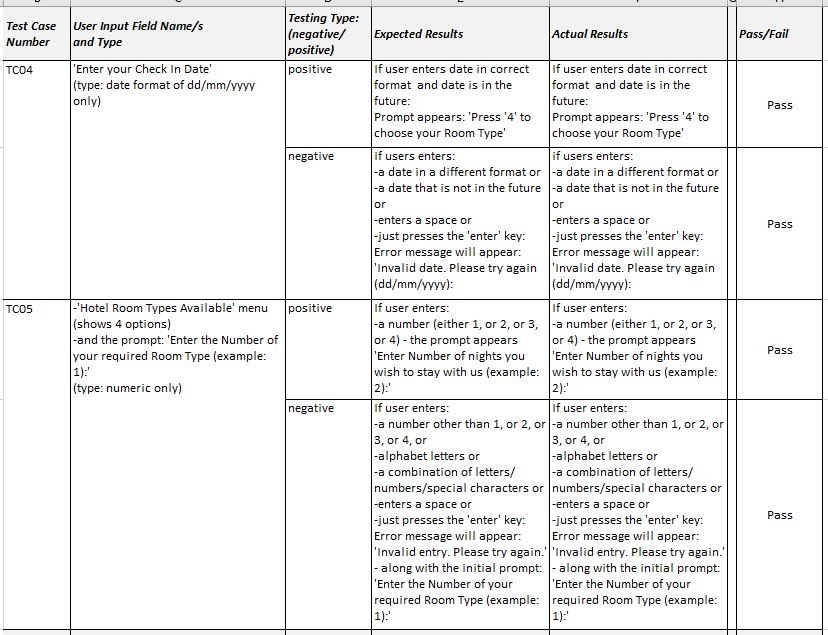 Test Case Number
User Input Field Name/s and Type
Testing Type: (negative/ positive)
Expected Results
Actual Results
Pass/Fail
TC04
'Enter your Check In Date'
(type: date format of dd/mm/yyyy
only)
positive
If user enters date in correct
format and date is in the
future:
Prompt appears: 'Press '4' to
choose your Room Type'
If user enters date in correct
format and date is in the
future:
Prompt appears: 'Press '4' to
choose your Room Type'
Pass
negative
if users enters:
-a date in a different format or
-a date that is not in the future
or
-enters a space or
-just presses the 'enter' key:
Error message will appear:
'Invalid date. Please try again
(dd/mm/yyyy):
if users enters:
-a date in a different format or
-a date that is not in the future
or
-enters a space or
-just presses the 'enter' key:
Error message will appear:
'Invalid date. Please try again
(dd/mm/yyyy):
Pass
TC05
-'Hotel Room Types Available' menu
(shows 4 options)
-and the prompt: 'Enter the Number of
your required Room Type (example:
1):'
(type: numeric only)
positive
If user enters:
-a number (either 1, or 2, or 3,
or 4) - the prompt appears
'Enter Number of nights you
wish to stay with us (example:
2):'
If user enters:
-a number (either 1, or 2, or 3,
or 4) - the prompt appears
'Enter Number of nights you
wish to stay with us (example:
2):'
Pass
negative
If user enters:
-a number other than 1, or 2, or
3, or 4, or
-alphabet letters or
-a combination of letters/
numbers/special characters or
-enters a space or
-just presses the 'enter' key:
Error message will appear:
'Invalid entry. Please try again.'
- along with the initial prompt:
'Enter the Number of your
required Room Type (example:
1):'
If user enters:
-a number other than 1, or 2, or
3, or 4, or
-alphabet letters or
-a combination of letters/
numbers/special characters or
-enters a space or
-just presses the 'enter' key:
Error message will appear:
'Invalid entry. Please try again.'
- along with the initial prompt:
'Enter the Number of your
required Room Type (example:
1):'
Pass